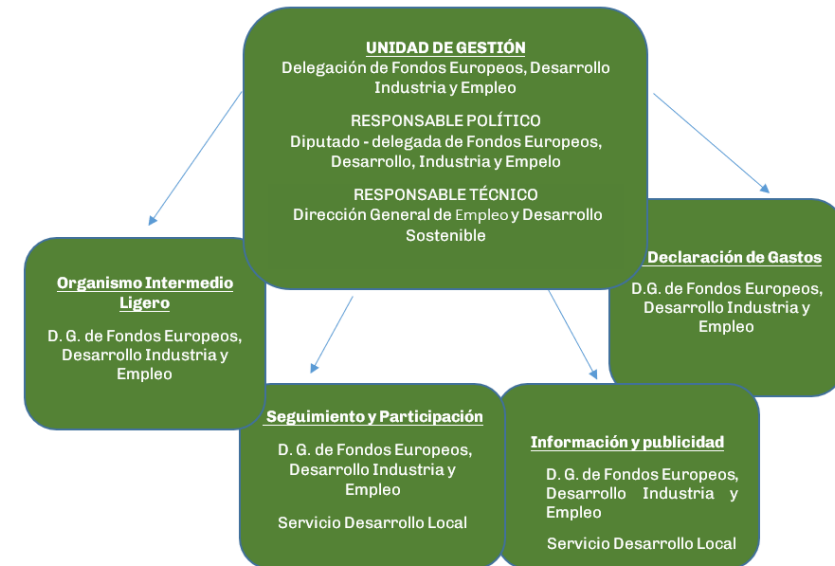 UNIDAD DE GESTIÓN
Delegación de Fondos Europeos, Desarrollo
Industria y Empleo
RESPONSABLE POLÍTICO
Diputado - delegada de Fondos Europeos,
Desarrollo, Industria y Empelo
RESPONSABLE TÉCNICO
Dirección General de Empleo y Desarrollo
Sostenible
Organismo Intermedio
Ligero
D. G. de Fondos Europeos,
Desarrollo Industria y
Empleo
Seguimiento y Participación
D. G. de Fondos Europeos,
Desarrollo Industria y
Empleo
Servicio Desarrollo Local
Información y publicidad
D. G. de Fondos Europeos,
Desarrollo Industria y
Empleo
Servicio Desarrollo Local
Declaración de Gastos
D.G. de Fondos Europeos,
Desarrollo Industria y
Empleo